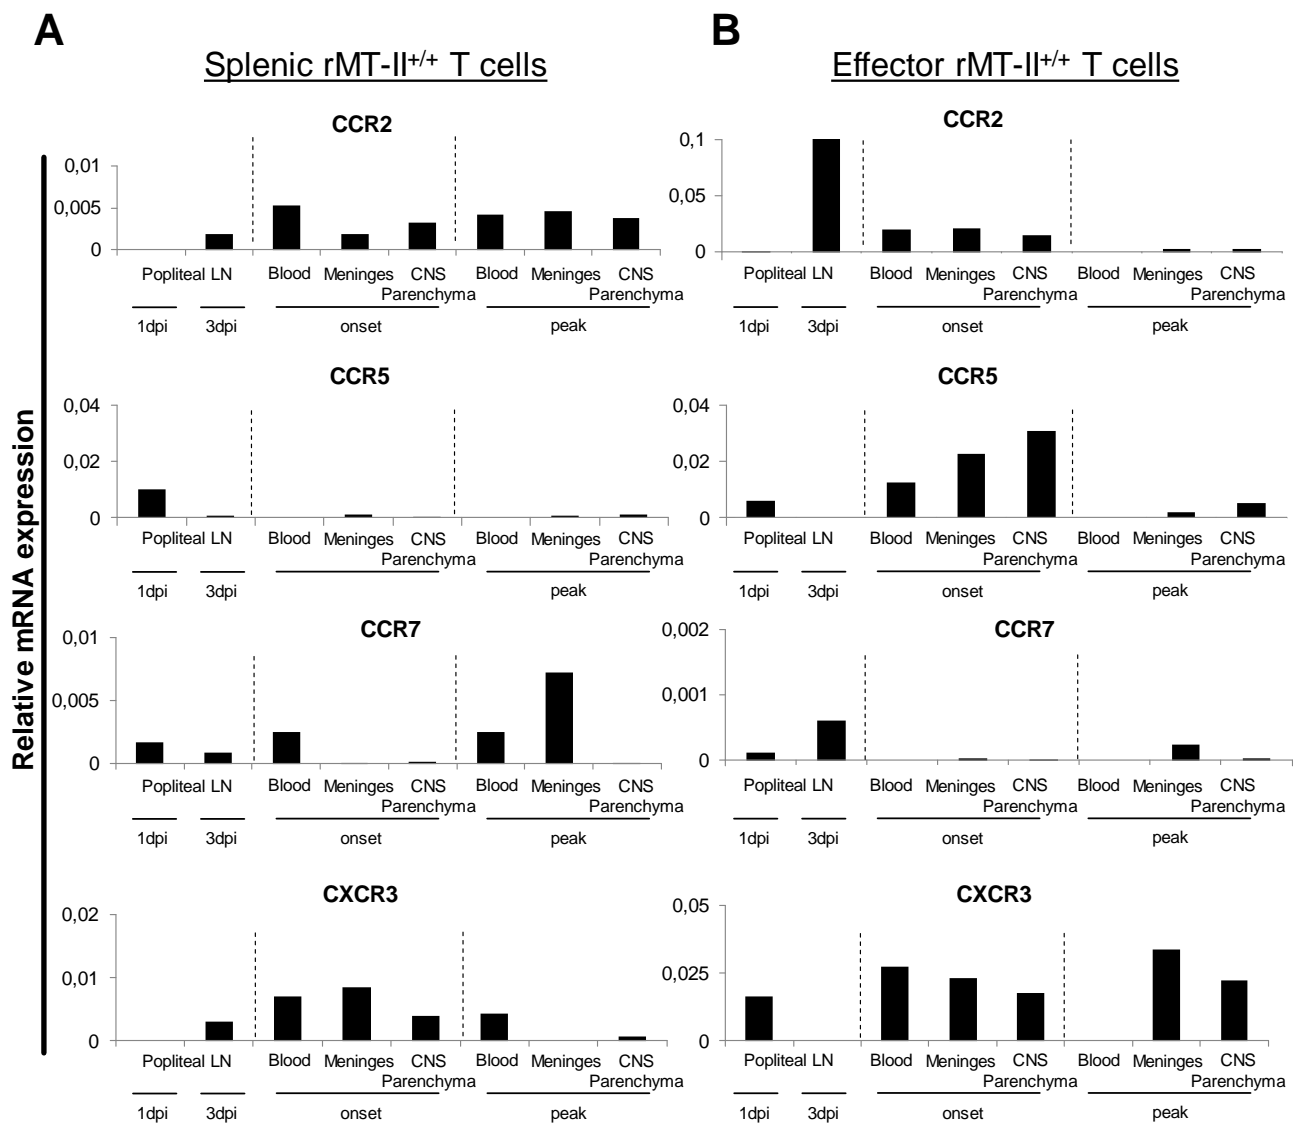 A
B
Splenic rMT-II+/+ T cells
Effector rMT-II+/+ T cells
Relative mRNA expression
CCR2
0,01
0,005
0
Popliteal LN Blood Meninges CNS Parenchyma Blood Meninges CNS Parenchyma
1dpi 3dpi onset peak
CCR2
0,1
0,05
0
Popliteal LN Blood Meninges CNS Parenchyma Blood Meninges CNS Parenchyma
1dpi 3dpi onset peak
CCR5
0,04
0,02
0
Popliteal LN Blood Meninges CNS Parenchyma Blood Meninges CNS Parenchyma
1dpi 3dpi peak
CCR5
0,04
0,02
0
Popliteal LN Blood Meninges CNS Parenchyma Blood Meninges CNS Parenchyma
1dpi 3dpi onset peak
CCR7
0,01
0,005
0
Popliteal LN Blood Meninges CNS Parenchyma Blood Meninges CNS Parenchyma
1dpi 3dpi onset peak
CCR7
0,002
0,001
0
Popliteal LN Blood Meninges CNS Parenchyma Blood Meninges CNS Parenchyma
1dpi 3dpi onset peak
CXCR3
0,02
0,01
0
Popliteal LN Blood Meninges CNS Parenchyma Blood Meninges CNS Parenchyma
1dpi 3dpi onset peak
CXCR3
0,05
0,025
0
Popliteal LN Blood Meninges CNS Parenchyma Blood Meninges CNS Parenchyma
1dpi 3dpi onset peak